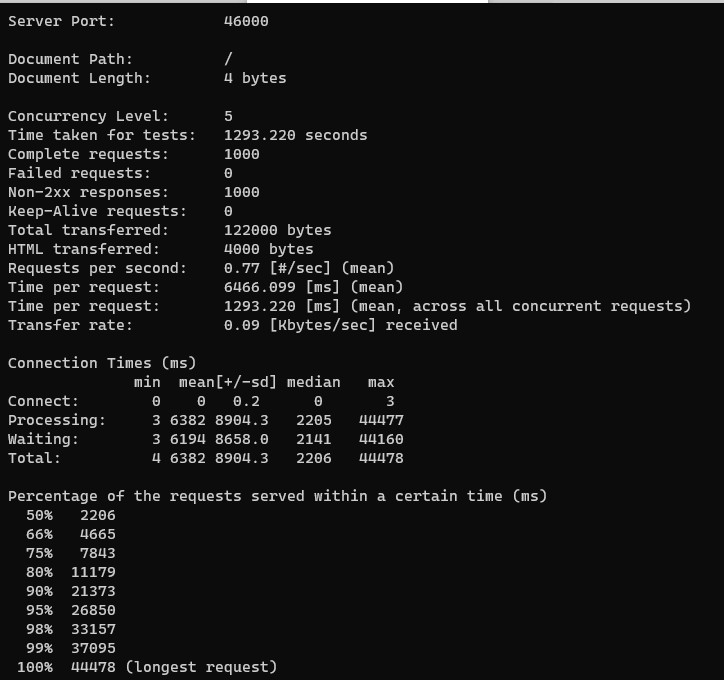 Server Port:            46000
Document Path:          /
Document Length:        4 bytes
Concurrency Level:      5
Time taken for tests:   1293.220 seconds
Complete requests:      1000
Failed requests:        0
Non-2xx responses:      1000
Keep-Alive requests:    0
Total transferred:      122000 bytes
HTML transferred:       4000 bytes
Requests per second:    0.77 [#/sec] (mean)
Time per request:       6466.099 [ms] (mean)
Time per request:       1293.220 [ms] (mean, across all concurrent requests)
Transfer rate:          0.09 [Kbytes/sec] received
Connection Times (ms)
              min  mean[+/-sd] median   max
Connect:        0    0   0.2      0       3
Processing:     3 6382 8904.3   2205   44477
Waiting:        3 6194 8658.0   2141   44160
Total:          4 6382 8904.3   2206   44478
Percentage of the requests served within a certain time (ms)
  50%   2206
  66%   4665
  75%   7843
  80%  11179
  90%  21373
  95%  26850
  98%  33157
  99%  37095
 100%  44478 (longest request)